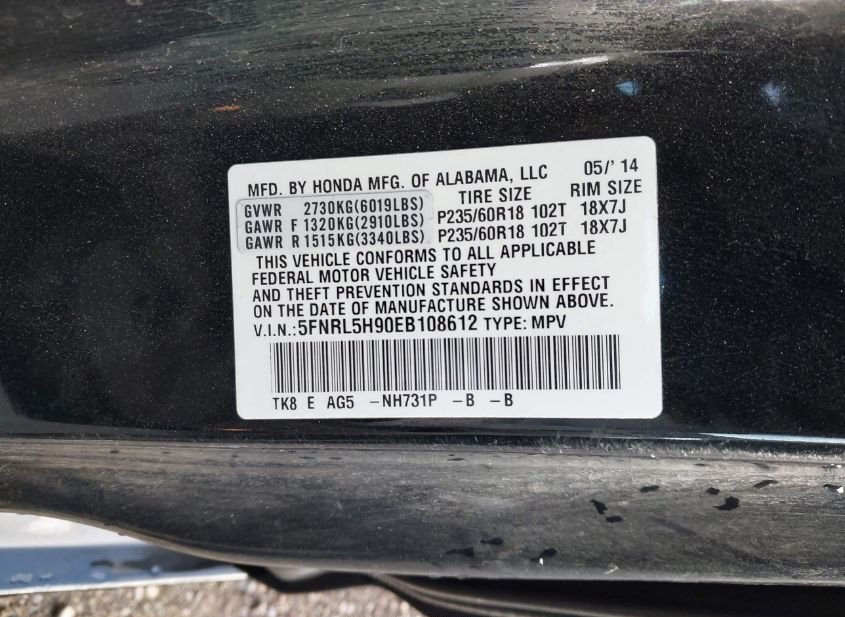 MFD. BY HONDA MFG. OF ALABAMA, LLC 05/'14
TIRE SIZE RIM SIZE
GVWR 2730KG(6019LBS)
GAWR F 1320KG(2910LBS) P235/60R18 102T 18X7J
GAWR R 1515KG(3340LBS) P235/60R18 102T 18X7J
THIS VEHICLE CONFORMS TO ALL APPLICABLE
FEDERAL MOTOR VEHICLE SAFETY
AND THEFT PREVENTION STANDARDS IN EFFECT
ON THE DATE OF MANUFACTURE SHOWN ABOVE.
V.I.N.:5FNRL5H90EB108612 TYPE: MPV
TK8 E AG5 -NH731P -B -B